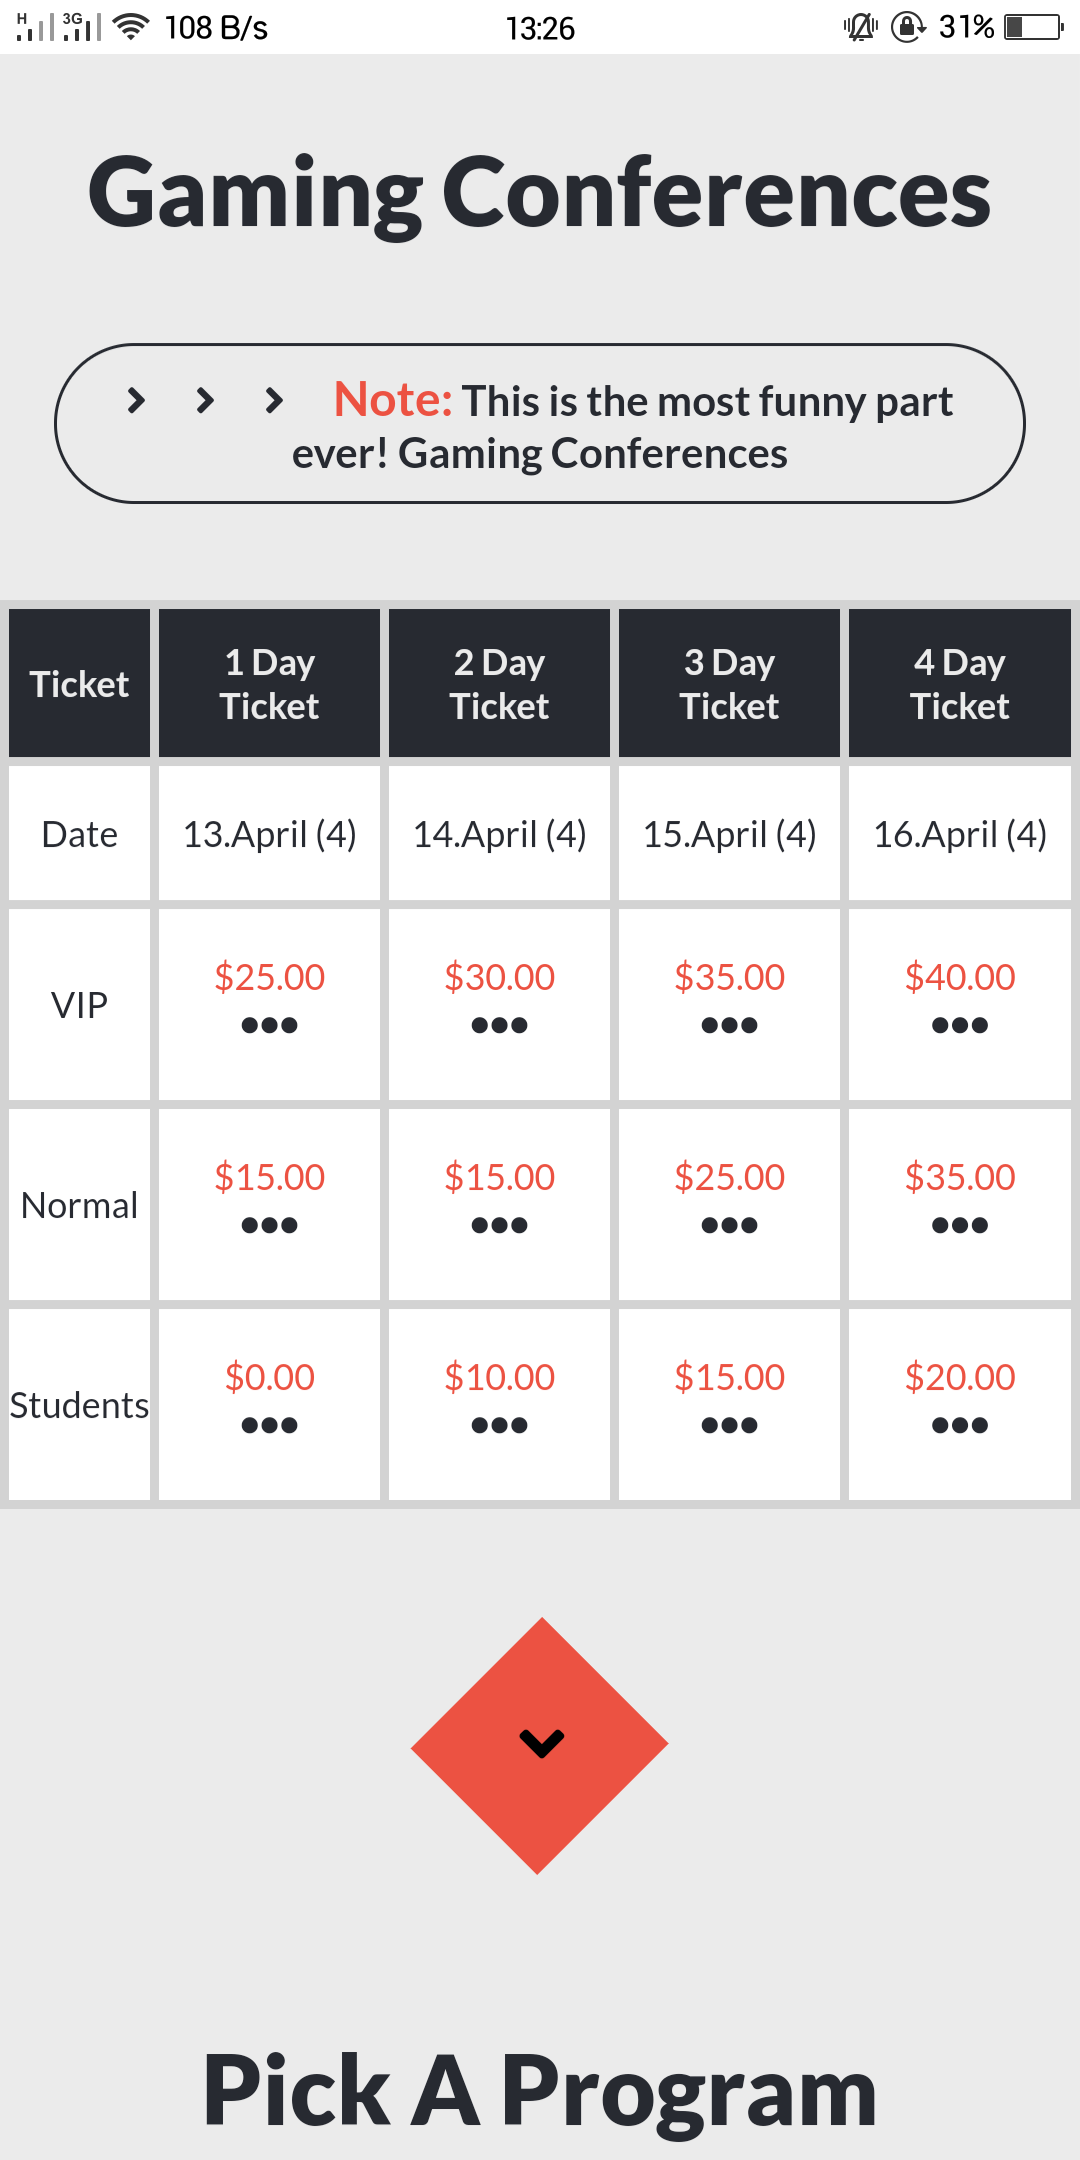 H 3G 108 B/s 13:26 31%
Gaming Conferences
Note: This is the most funny part
ever! Gaming Conferences
Ticket 1 Day Ticket 2 Day Ticket 3 Day Ticket 4 Day Ticket
Date 13.April (4) 14.April (4) 15.April (4) 16.April (4)
VIP $25.00 $30.00 $35.00 $40.00
Normal $15.00 $15.00 $25.00 $35.00
Students $0.00 $10.00 $15.00 $20.00
Pick A Program